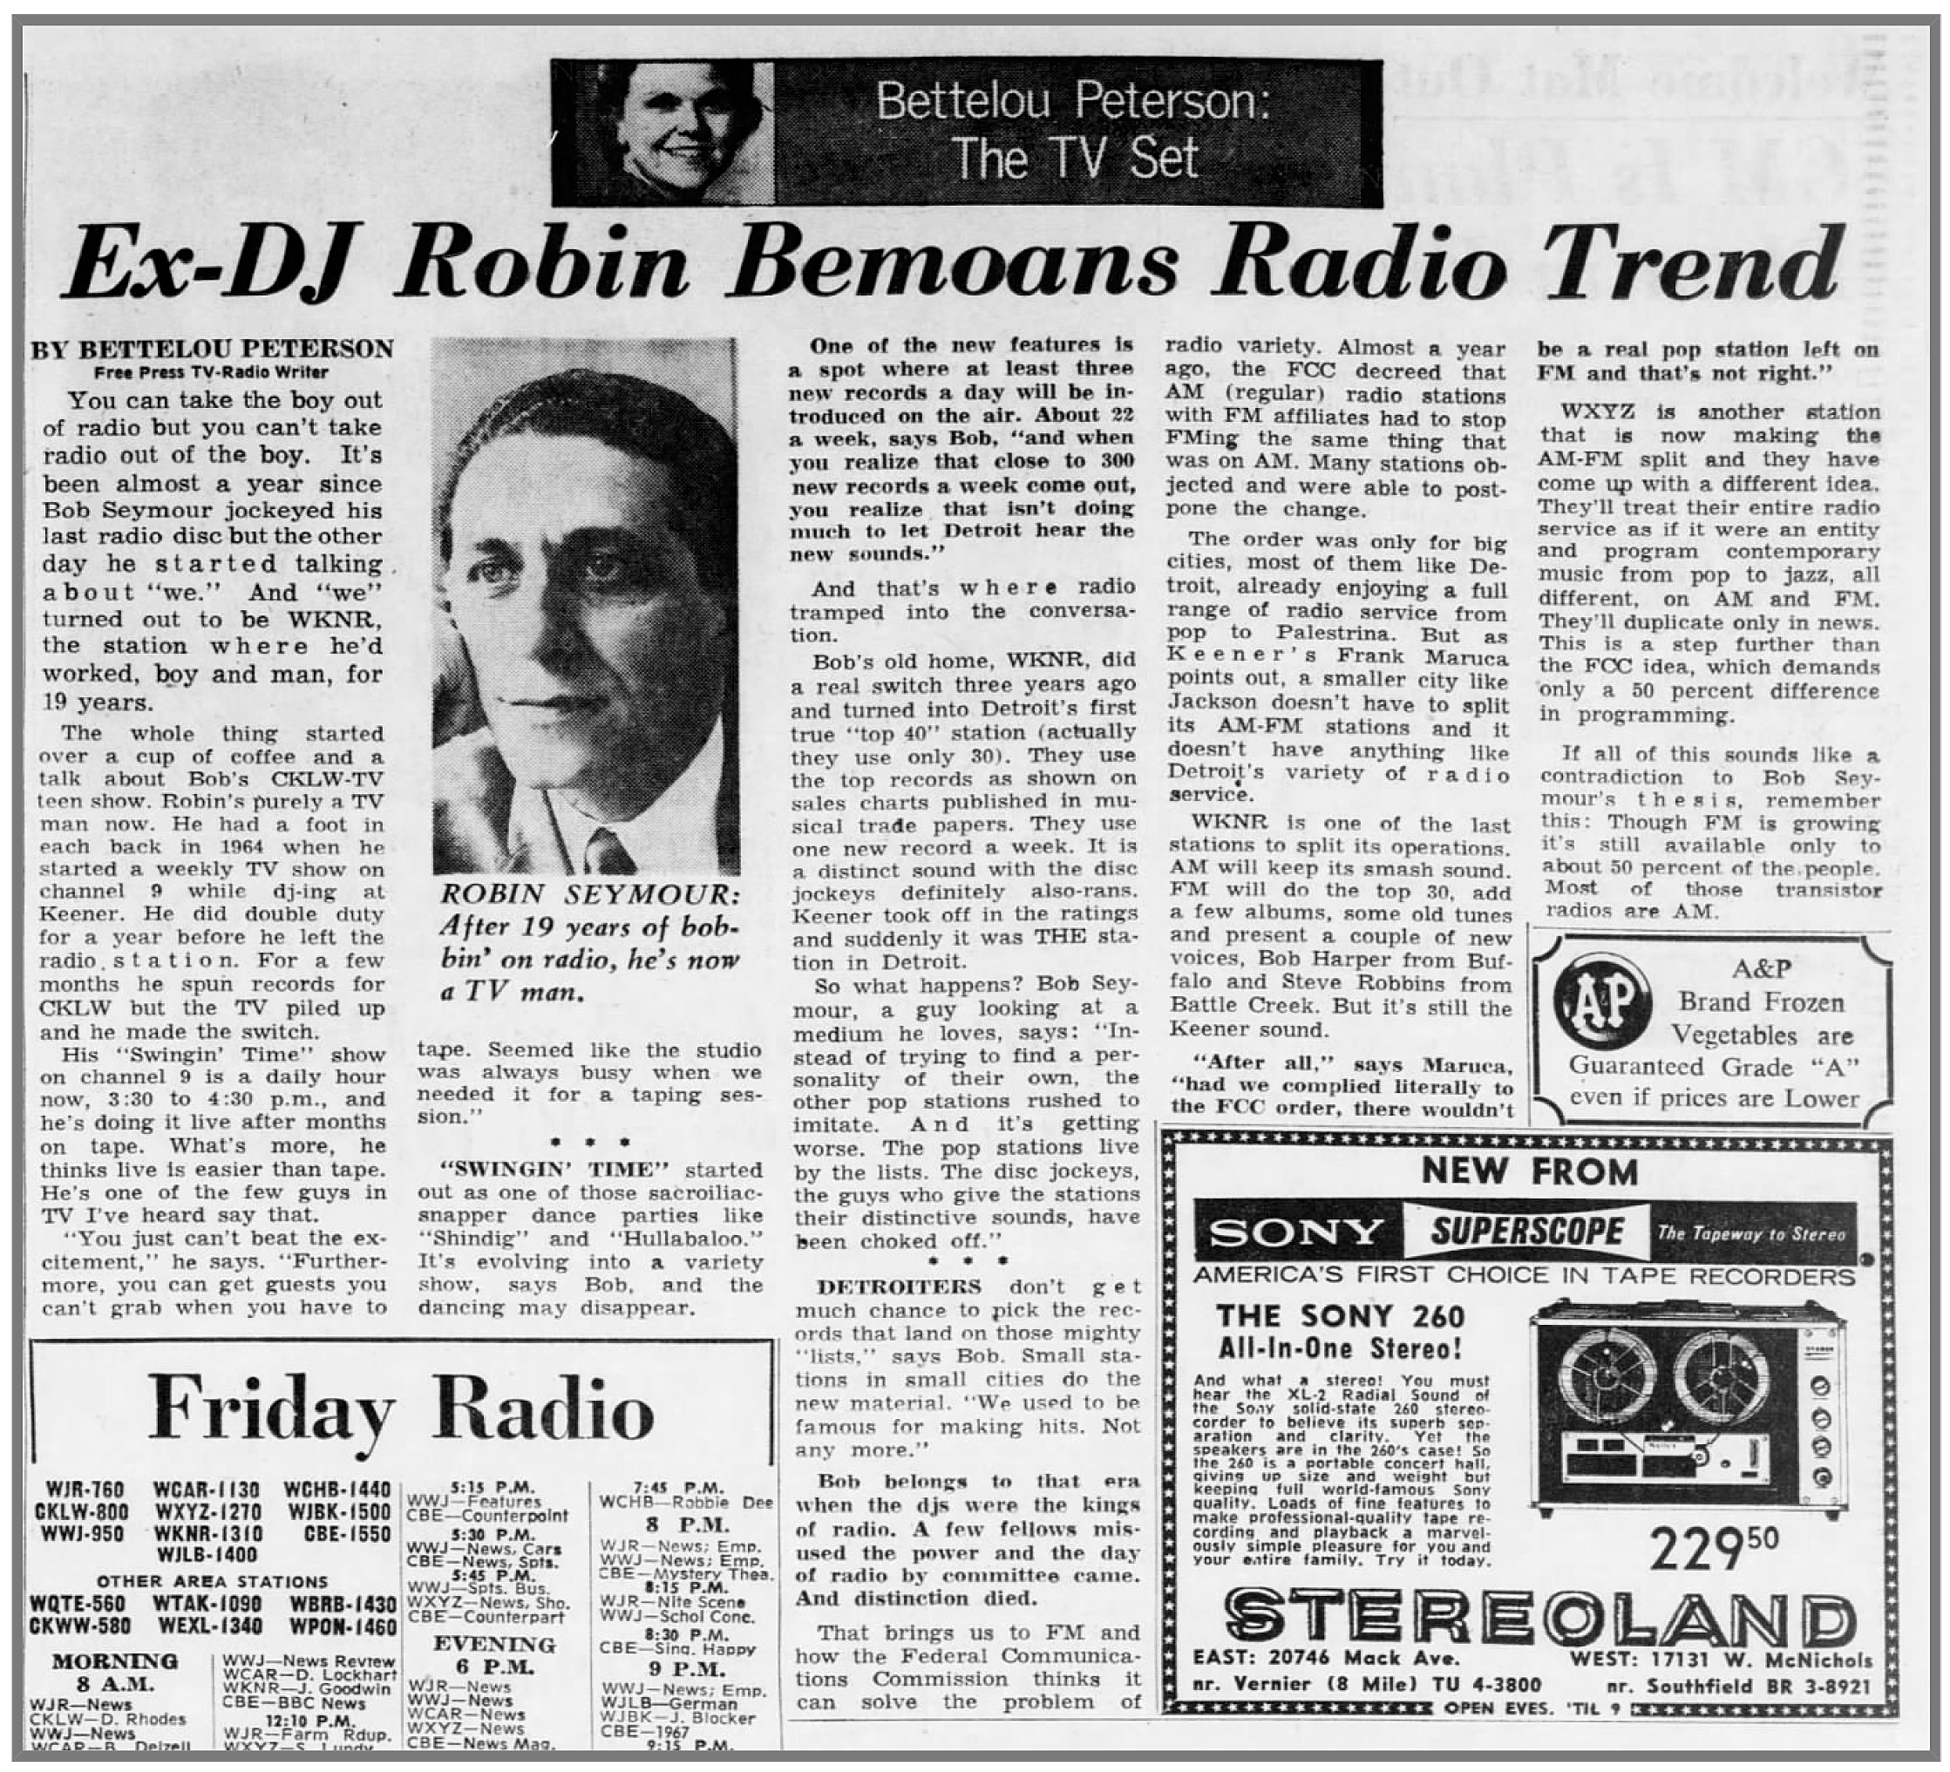 Bettelou Peterson:
The TV Set
Ex-DJ Robin Bemoans Radio Trend
BY BETTELOU PETERSON
Free Press TV-Radio Writer
You can take the boy out
of radio but you can't take
radio out of the boy. It's
been almost a year since
Bob Seymour jockeyed his
last radio disc but the other
day he started talking
about "we." And "we"
turned out to be WKNR,
the station where he'd
worked, boy and man, for
19 years.
The whole thing started
over a cup of coffee and a
talk about Bob's CKLW-TV
teen show. Robin's purely a TV
man now. He had a foot in
each back in 1964 when he
started a weekly TV show on
channel 9 while dj-ing at
Keener. He did double duty
for a year before he left the
radio station. For a few
months he spun records for
CKLW but the TV piled up
and he made the switch.
His "Swingin' Time" show
on channel 9 is a daily hour
now, 3:30 to 4:30 p.m., and
he's doing it live after months
on tape. What's more, he
thinks live is easier than tape.
He's one of the few guys in
TV I've heard say that.
"You just can't beat the ex-
citement," he says. "Further-
more, you can get guests you
can't grab when you have to
ROBIN SEYMOUR:
After 19 years of bob-
bin' on radio, he's now
a TV man.
tape. Seemed like the studio
was always busy when we
needed it for a taping ses-
sion."
* * *
"SWINGIN' TIME" started
out as one of those sacroiliac-
snapper dance parties like
"Shindig" and "Hullabaloo."
It's evolving into a variety
show, says Bob, and the
dancing may disappear.
One of the new features is
a spot where at least three
new records a day will be in-
troduced on the air. About 22
a week, says Bob, "and when
you realize that close to 300
new records a week come out,
you realize that isn't doing
much to let Detroit hear the
new sounds."
And that's where radio
tramped into the conversa-
tion.
Bob's old home, WKNR, did
a real switch three years ago
and turned into Detroit's first
true "top 40" station (actually
they use only 30). They use
the top records as shown on
sales charts published in mu-
sical trade papers. They use
one new record a week. It is
a distinct sound with the disc
jockeys definitely also-rans.
Keener took off in the ratings
and suddenly it was THE sta-
tion in Detroit.
So what happens? Bob Sey-
mour, a guy looking at a
medium he loves, says: "In-
stead of trying to find a per-
sonality of their own, the
other pop stations rushed to
imitate. And it's getting
worse. The pop stations live
by the lists. The disc jockeys,
the guys who give the stations
their distinctive sounds, have
been choked off."
* * *
DETROITERS don't get
much chance to pick the rec-
ords that land on those mighty
"lists," says Bob. Small sta-
tions in small cities do the
new material. "We used to be
famous for making hits. Not
any more."
Bob belongs to that era
when the djs were the kings
of radio. A few fellows mis-
used the power and the day
of radio by committee came.
And distinction died.
That brings us to FM and
how the Federal Communica-
tions Commission thinks it
can solve the problem of
radio variety. Almost a year
ago, the FCC decreed that
AM (regular) radio stations
with FM affiliates had to stop
FMing the same thing that
was on AM. Many stations ob-
jected and were able to post-
pone the change.
The order was only for big
cities, most of them like De-
troit, already enjoying a full
range of radio service from
pop to Palestrina. But as
Keener's Frank Maruca
points out, a smaller city like
Jackson doesn't have to split
its AM-FM stations and it
doesn't have anything like
Detroit's variety of radio
service.
WKNR is one of the last
stations to split its operations.
AM will keep its smash sound.
FM will do the top 30, add
a few albums, some old tunes
and present a couple of new
voices, Bob Harper from Buf-
falo and Steve Robbins from
Battle Creek. But it's still the
Keener sound.
"After all," says Maruca,
"had we complied literally to
the FCC order, there wouldn't
be a real pop station left on
FM and that's not right."
WXYZ is another station
that is now making the
AM-FM split and they have
come up with a different idea.
They'll treat their entire radio
service as if it were an entity
and program contemporary
music from pop to jazz, all
different, on AM and FM.
They'll duplicate only in news.
This is a step further than
the FCC idea, which demands
only a 50 percent difference
in programming.
If all of this sounds like a
contradiction to Bob Sey-
mour's thesis, remember
this: Though FM is growing
it's still available only to
about 50 percent of the people.
Most of those transistor
radios are AM.
A&P
A&P
Brand Frozen
Vegetables are
Guaranteed Grade "A"
even if prices are Lower
NEW FROM
SONY SUPERSCOPE The Tapeway to Stereo
AMERICA'S FIRST CHOICE IN TAPE RECORDERS
THE SONY 260
All-In-One Stereo!
And what a stereo! You must
hear the XL-2 Radial Sound of
the Sony solid-state 260 stereo-
corder to believe its superb sep-
aration and clarity. Yet the
speakers are in the 260's case! So
the 260 is a portable concert hall,
giving up size and weight but
keeping full world-famous Sony
quality. Loads of fine features to
make professional-quality tape re-
cording and playback a marvel-
ously simple pleasure for you and
your entire family. Try it today.
229 50
STEREOLAND
EAST: 20746 Mack Ave. WEST: 17131 W. McNichols
nr. Vernier (8 Mile) TU 4-3800 nr. Southfield BR 3-8921
OPEN EVES. 'TIL 9
Friday Radio
WJR-760 WCAR-1130 WCHB-1440
CKLW-800 WXYZ-1270 WJBK-1500
WWJ-950 WKNR-1310 CBE-1550
WJLB-1400
OTHER AREA STATIONS
WQTE-560 WTAK-1090 WBRB-1430
CKWW-580 WEXL-1340 WPON-1460
MORNING
8 A.M.
WJR—News
CKLW—D. Rhodes
WWJ—News
WCAR—B. Delzell
WWJ—News Review
WCAR—D. Lockhart
WKNR—J. Goodwin
CBE—BBC News
12:10 P.M.
WJR—Farm Rdup.
WXYZ—S. Lundy
5:15 P.M.
WWJ—Features
CBE—Counterpoint
5:30 P.M.
WWJ—News, Cars
CBE—News, Spts.
5:45 P.M.
WWJ—Spts. Bus.
WXYZ—News, Sho.
CBE—Counterpart
EVENING
6 P.M.
WJR—News
WWJ—News
WCAR—News
WXYZ—News
CBE—News Mag.
7:45 P.M.
WCHB—Robbie Dee
8 P.M.
WJR—News; Emp.
WWJ—News; Emp.
CBE—Mystery Thea.
8:15 P.M.
WJR—Nite Scene
WWJ—Schol Conc.
8:30 P.M.
CBE—Sing. Happy
9 P.M.
WWJ—News; Emp.
WJLB—German
WJBK—J. Blocker
CBE—1967
9:15 P.M.